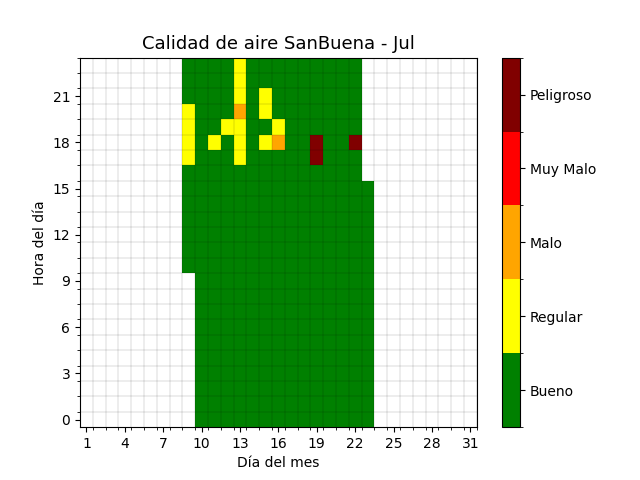 Calidad de aire SanBuena - Jul
Hora del día
21
18
15
12
9
6
3
0
1 4 7 10 13 16 19 22 25 28 31
Día del mes
Peligroso
Muy Malo
Malo
Regular
Bueno